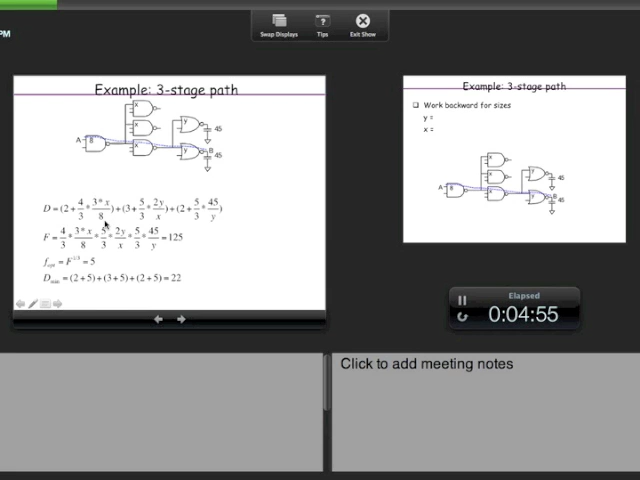 PM
Swap Displays
Tips
Exit Show
Example: 3-stage path
x
x
A
8
x
y
45
y
B
45
D = (2 + 4/3 * 3*x/8) + (3 + 5/3 * 2y/x) + (2 + 5/3 * 45/y)
F = 4/3 * 3*x/8 * 5/3 * 2y/x * 5/3 * 45/y = 125
f_opt = F^1/3 = 5
D_min = (2+5) + (3+5) + (2+5) = 22
Example: 3-stage path
Work backward for sizes
y =
x =
x
x
A
8
x
y
45
y
B
45
Elapsed
0:04:55
Click to add meeting notes